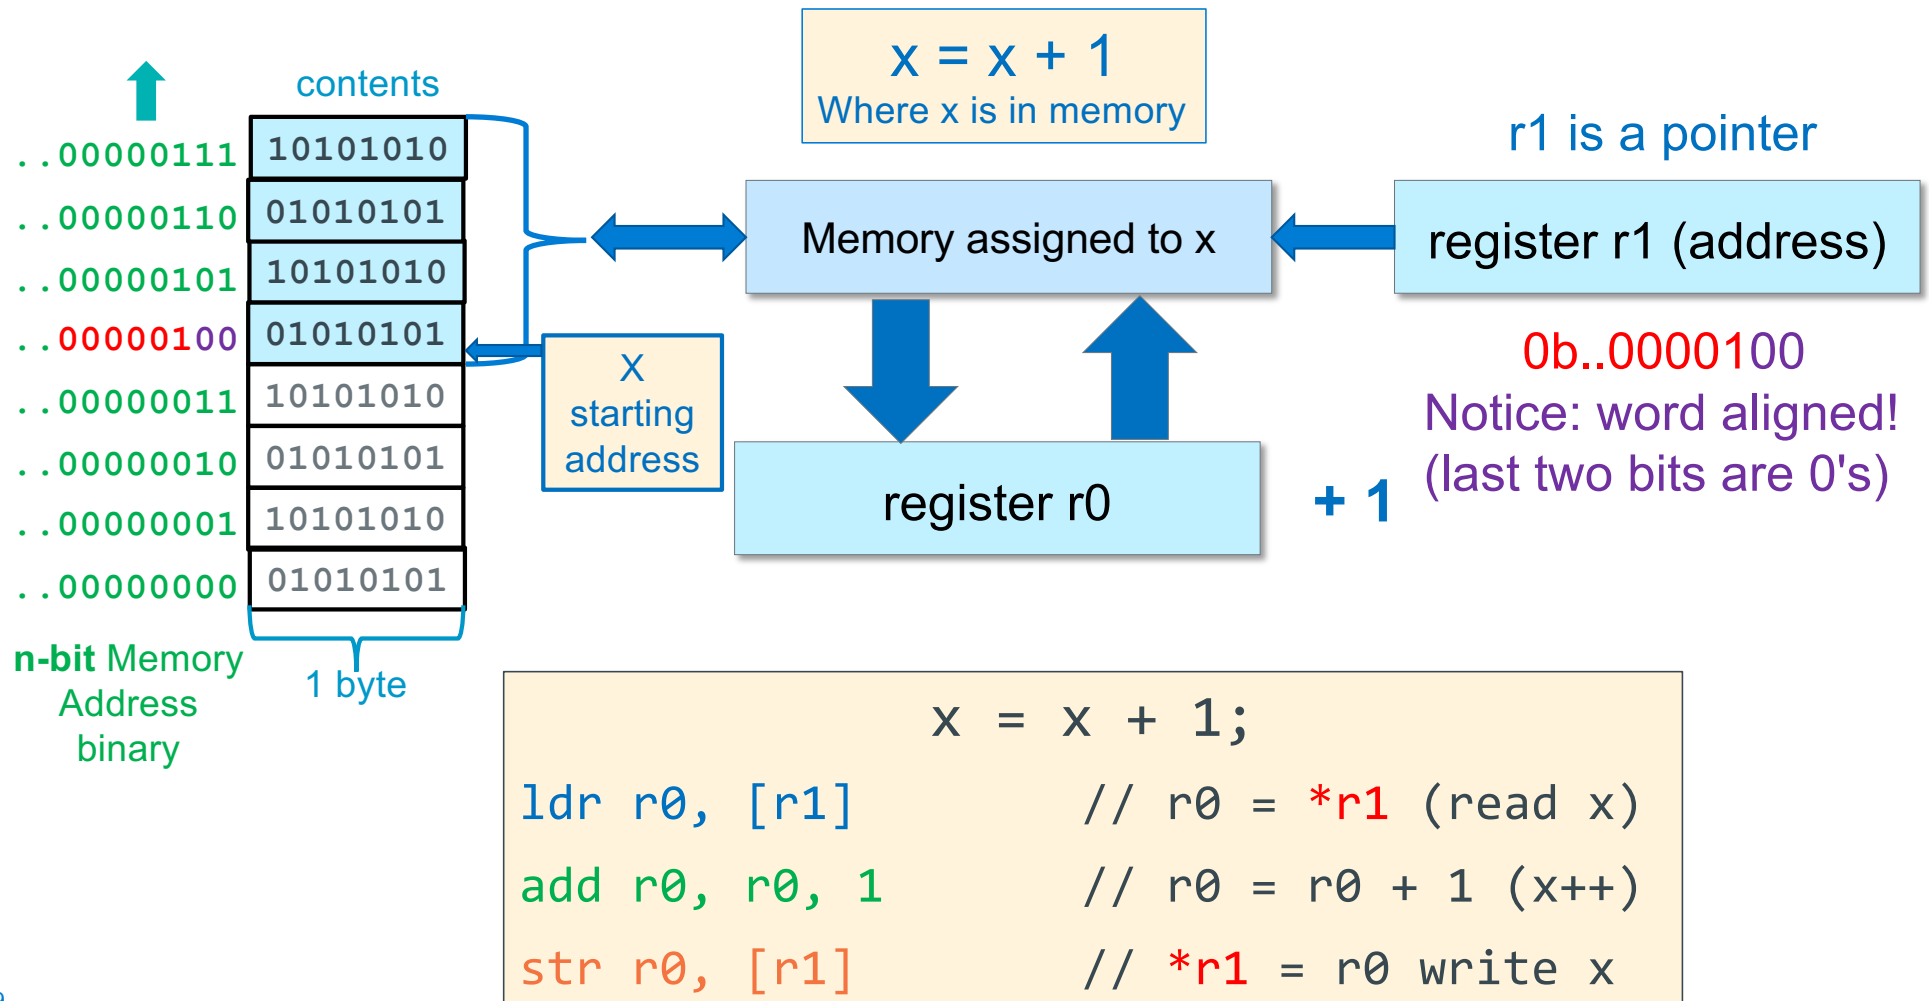 x = x + 1
Where x is in memory
contents
..00000111 10101010
..00000110 01010101
..00000101 10101010
..00000100 01010101
..00000011 10101010
..00000010 01010101
..00000001 10101010
..00000000 01010101
n-bit Memory
Address
binary
1 byte
X
starting
address
Memory assigned to x
register r0
+ 1
r1 is a pointer
register r1 (address)
0b..0000100
Notice: word aligned!
(last two bits are 0's)
x = x + 1;
ldr r0, [r1] // r0 = *r1 (read x)
add r0, r0, 1 // r0 = r0 + 1 (x++)
str r0, [r1] // *r1 = r0 write x